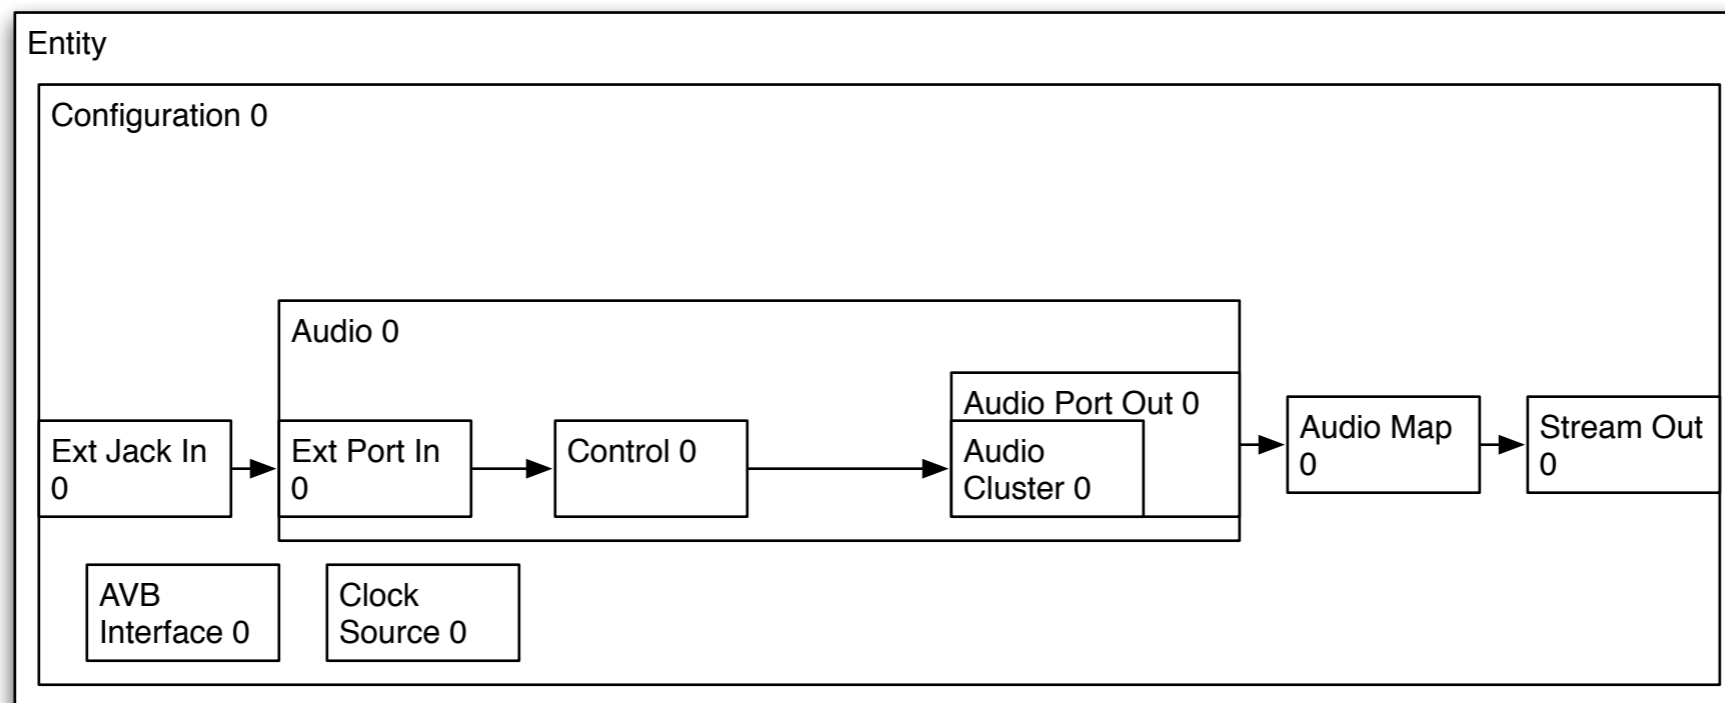 Entity
Configuration 0
Audio 0
Audio Port Out 0
Ext Jack In
0
Ext Port In
0
Control 0
Audio
Cluster 0
Audio Map
0
Stream Out
0
AVB
Interface 0
Clock
Source 0